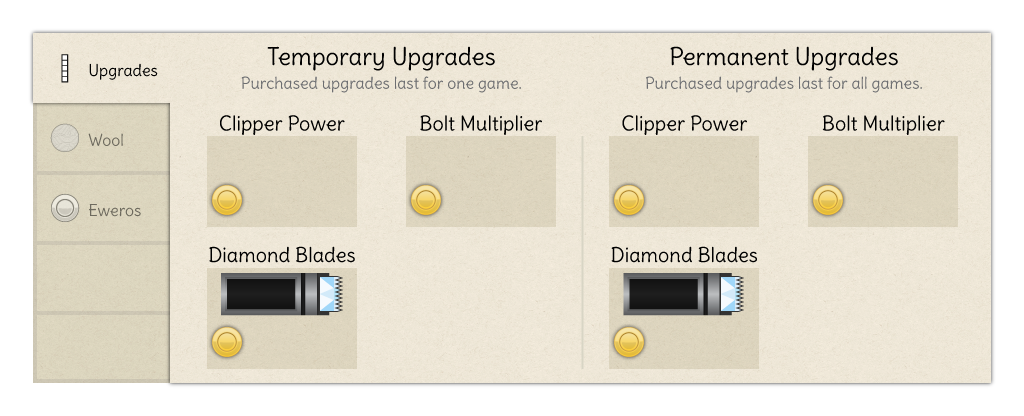 Upgrades
Wool
Eweros
Temporary Upgrades
Purchased upgrades last for one game.
Clipper Power
Bolt Multiplier
Diamond Blades
Permanent Upgrades
Purchased upgrades last for all games.
Clipper Power
Bolt Multiplier
Diamond Blades